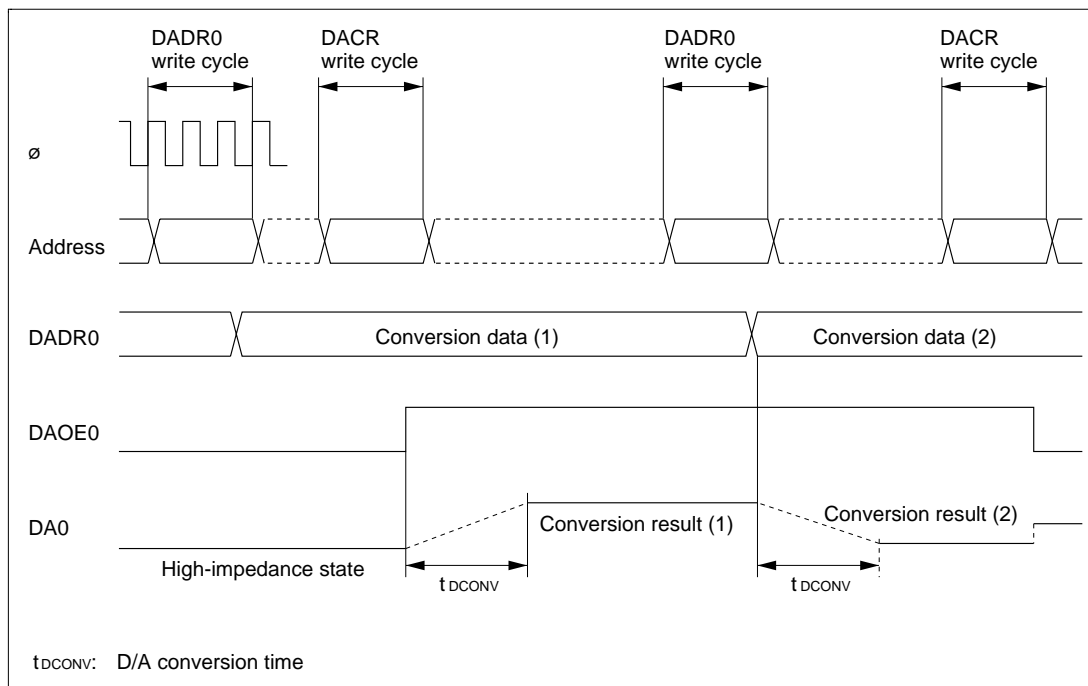 DADR0
write cycle
DACR
write cycle
DADR0
write cycle
DACR
write cycle
ø
Address
DADR0
Conversion data (1)
Conversion data (2)
DAOE0
DA0
Conversion result (1)
Conversion result (2)
High-impedance state
t DCONV
t DCONV
tDCONV: D/A conversion time